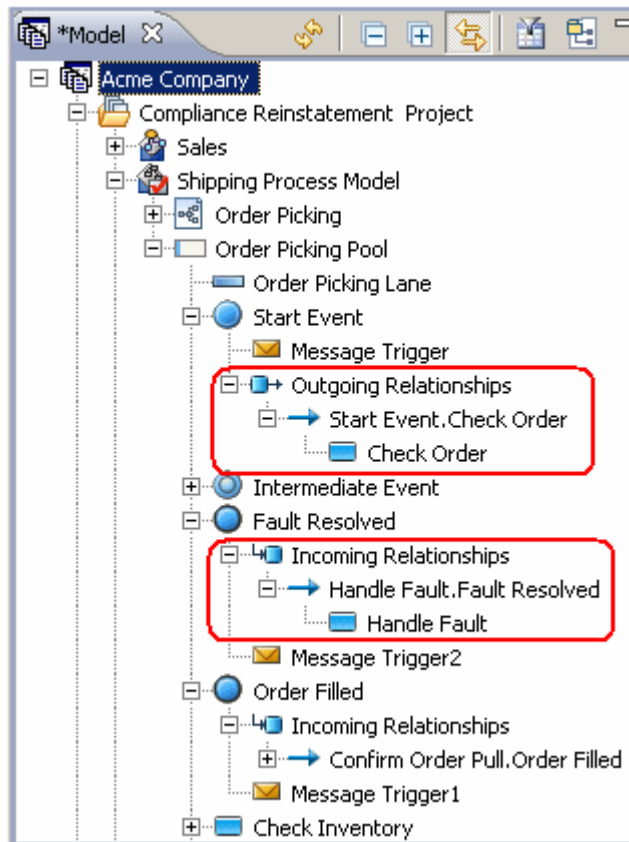 *Model
Acme Company
Compliance Reinstatement Project
Sales
Shipping Process Model
Order Picking
Order Picking Pool
Order Picking Lane
Start Event
Message Trigger
Outgoing Relationships
Start Event.Check Order
Check Order
Intermediate Event
Fault Resolved
Incoming Relationships
Handle Fault.Fault Resolved
Handle Fault
Message Trigger2
Order Filled
Incoming Relationships
Confirm Order Pull.Order Filled
Message Trigger1
Check Inventory